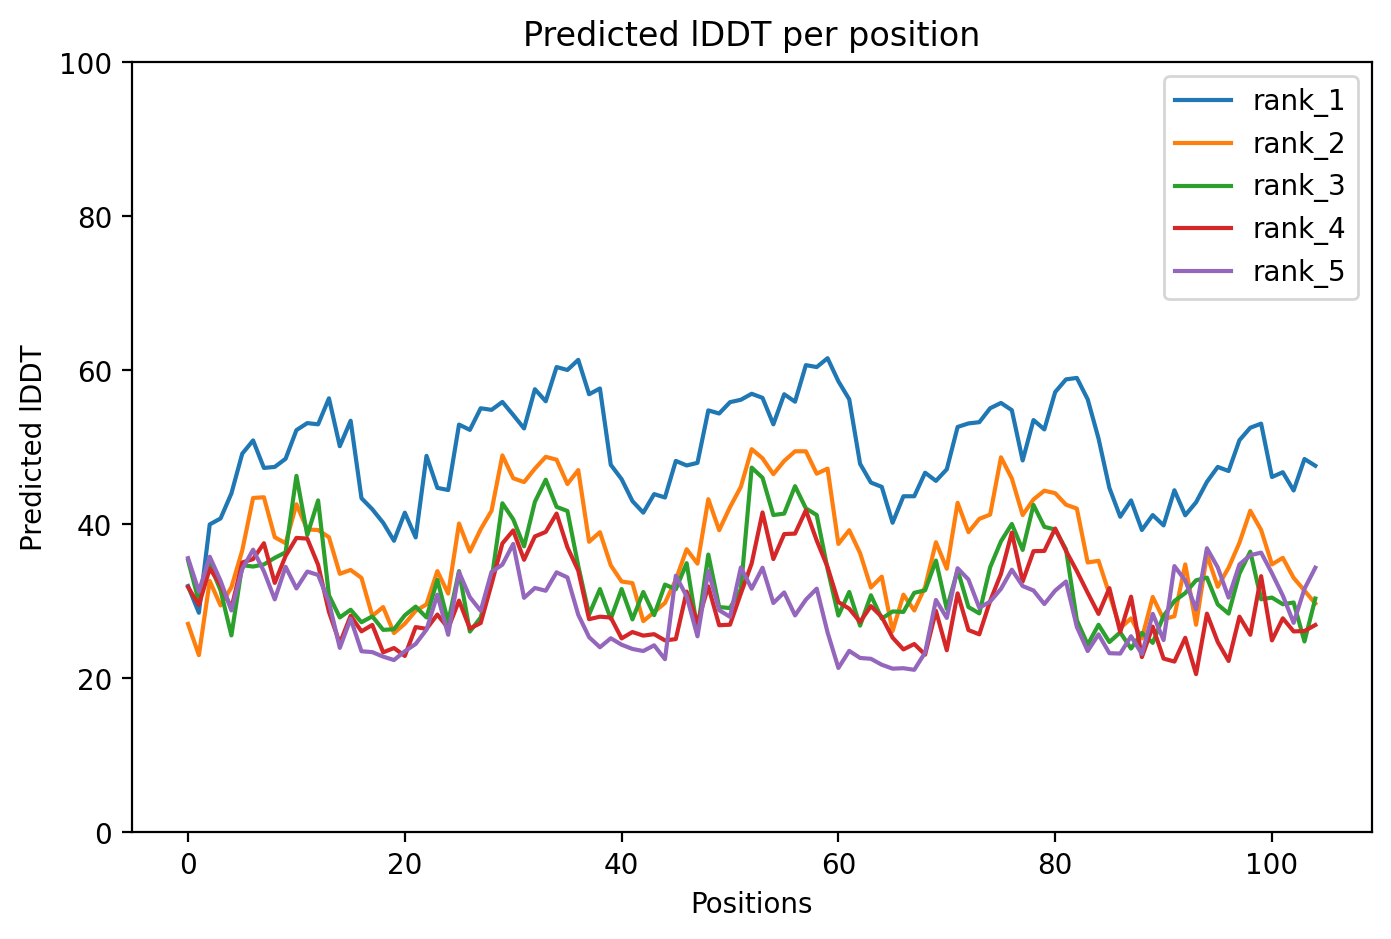 Predicted lDDT per position
100
80
60
40
20
0
Predicted lDDT
rank_1
rank_2
rank_3
rank_4
rank_5
0 20 40 60 80 100
Positions